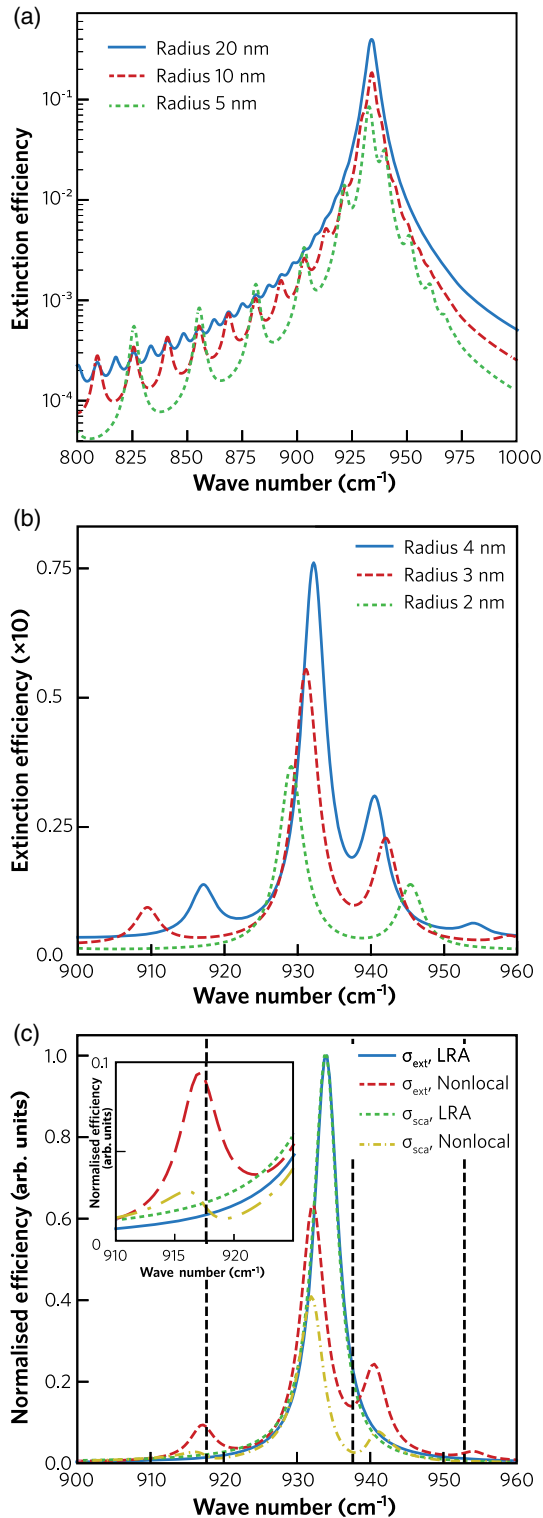 (a)
Radius 20 nm
Radius 10 nm
Radius 5 nm
Extinction efficiency
10⁻¹
10⁻²
10⁻³
10⁻⁴
800 825 850 875 900 925 950 975 1000
Wave number (cm⁻¹)
(b)
Radius 4 nm
Radius 3 nm
Radius 2 nm
Extinction efficiency (×10)
0.75
0.5
0.25
0.0
900 910 920 930 940 950 960
Wave number (cm⁻¹)
(c)
σext, LRA
σext, Nonlocal
σsca, LRA
σsca, Nonlocal
Normalised efficiency (arb. units)
1.0
0.8
0.6
0.4
0.2
0.0
900 910 920 930 940 950 960
Wave number (cm⁻¹)
Normalised efficiency
(arb. units)
0.1
0
910 915 920
Wave number (cm⁻¹)